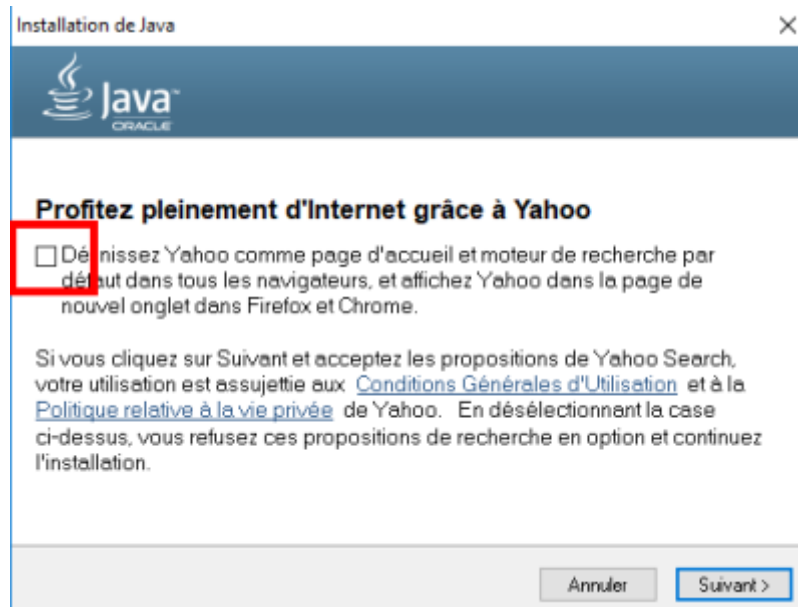 Installation de Java
Java™
ORACLE
Profitez pleinement d'Internet grâce à Yahoo
Définissez Yahoo comme page d'accueil et moteur de recherche par
défaut dans tous les navigateurs, et affichez Yahoo dans la page de
nouvel onglet dans Firefox et Chrome.
Si vous cliquez sur Suivant et acceptez les propositions de Yahoo Search,
votre utilisation est assujettie aux Conditions Générales d'Utilisation et à la
Politique relative à la vie privée de Yahoo. En désélectionnant la case
ci-dessus, vous refusez ces propositions de recherche en option et continuez
l'installation.
Annuler
Suivant >